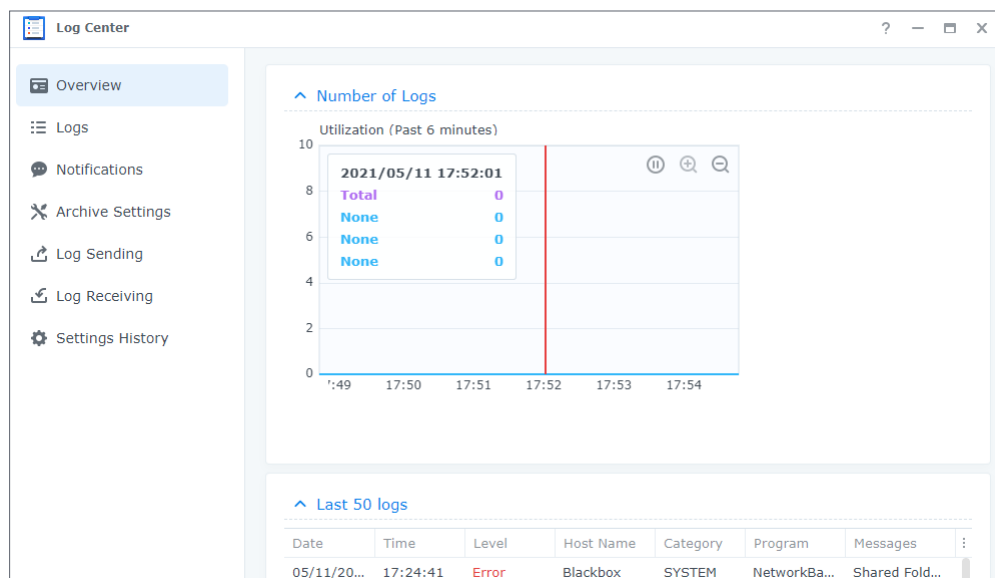 Log Center
?
Overview
Logs
Notifications
Archive Settings
Log Sending
Log Receiving
Settings History
Number of Logs
Utilization (Past 6 minutes)
10
8
6
4
2
0
2021/05/11 17:52:01
Total 0
None 0
None 0
None 0
':49 17:50 17:51 17:52 17:53 17:54
Last 50 logs
Date Time Level Host Name Category Program Messages
05/11/20... 17:24:41 Error Blackbox SYSTEM NetworkBa... Shared Fold...